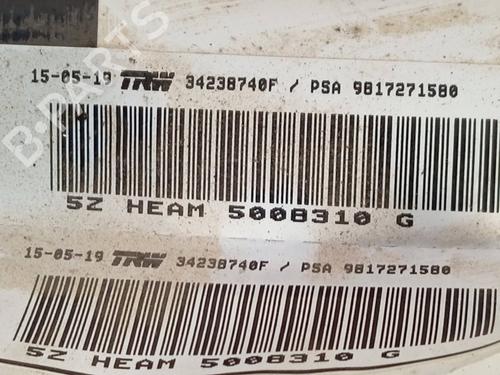 15-05-19 TRW 34238740F / PSA 9817271580
5Z HEAM 5008310 G
15-05-19 TRW 34238740F / PSA 9817271580
5Z HEAM 5008310 G
B-PARTS